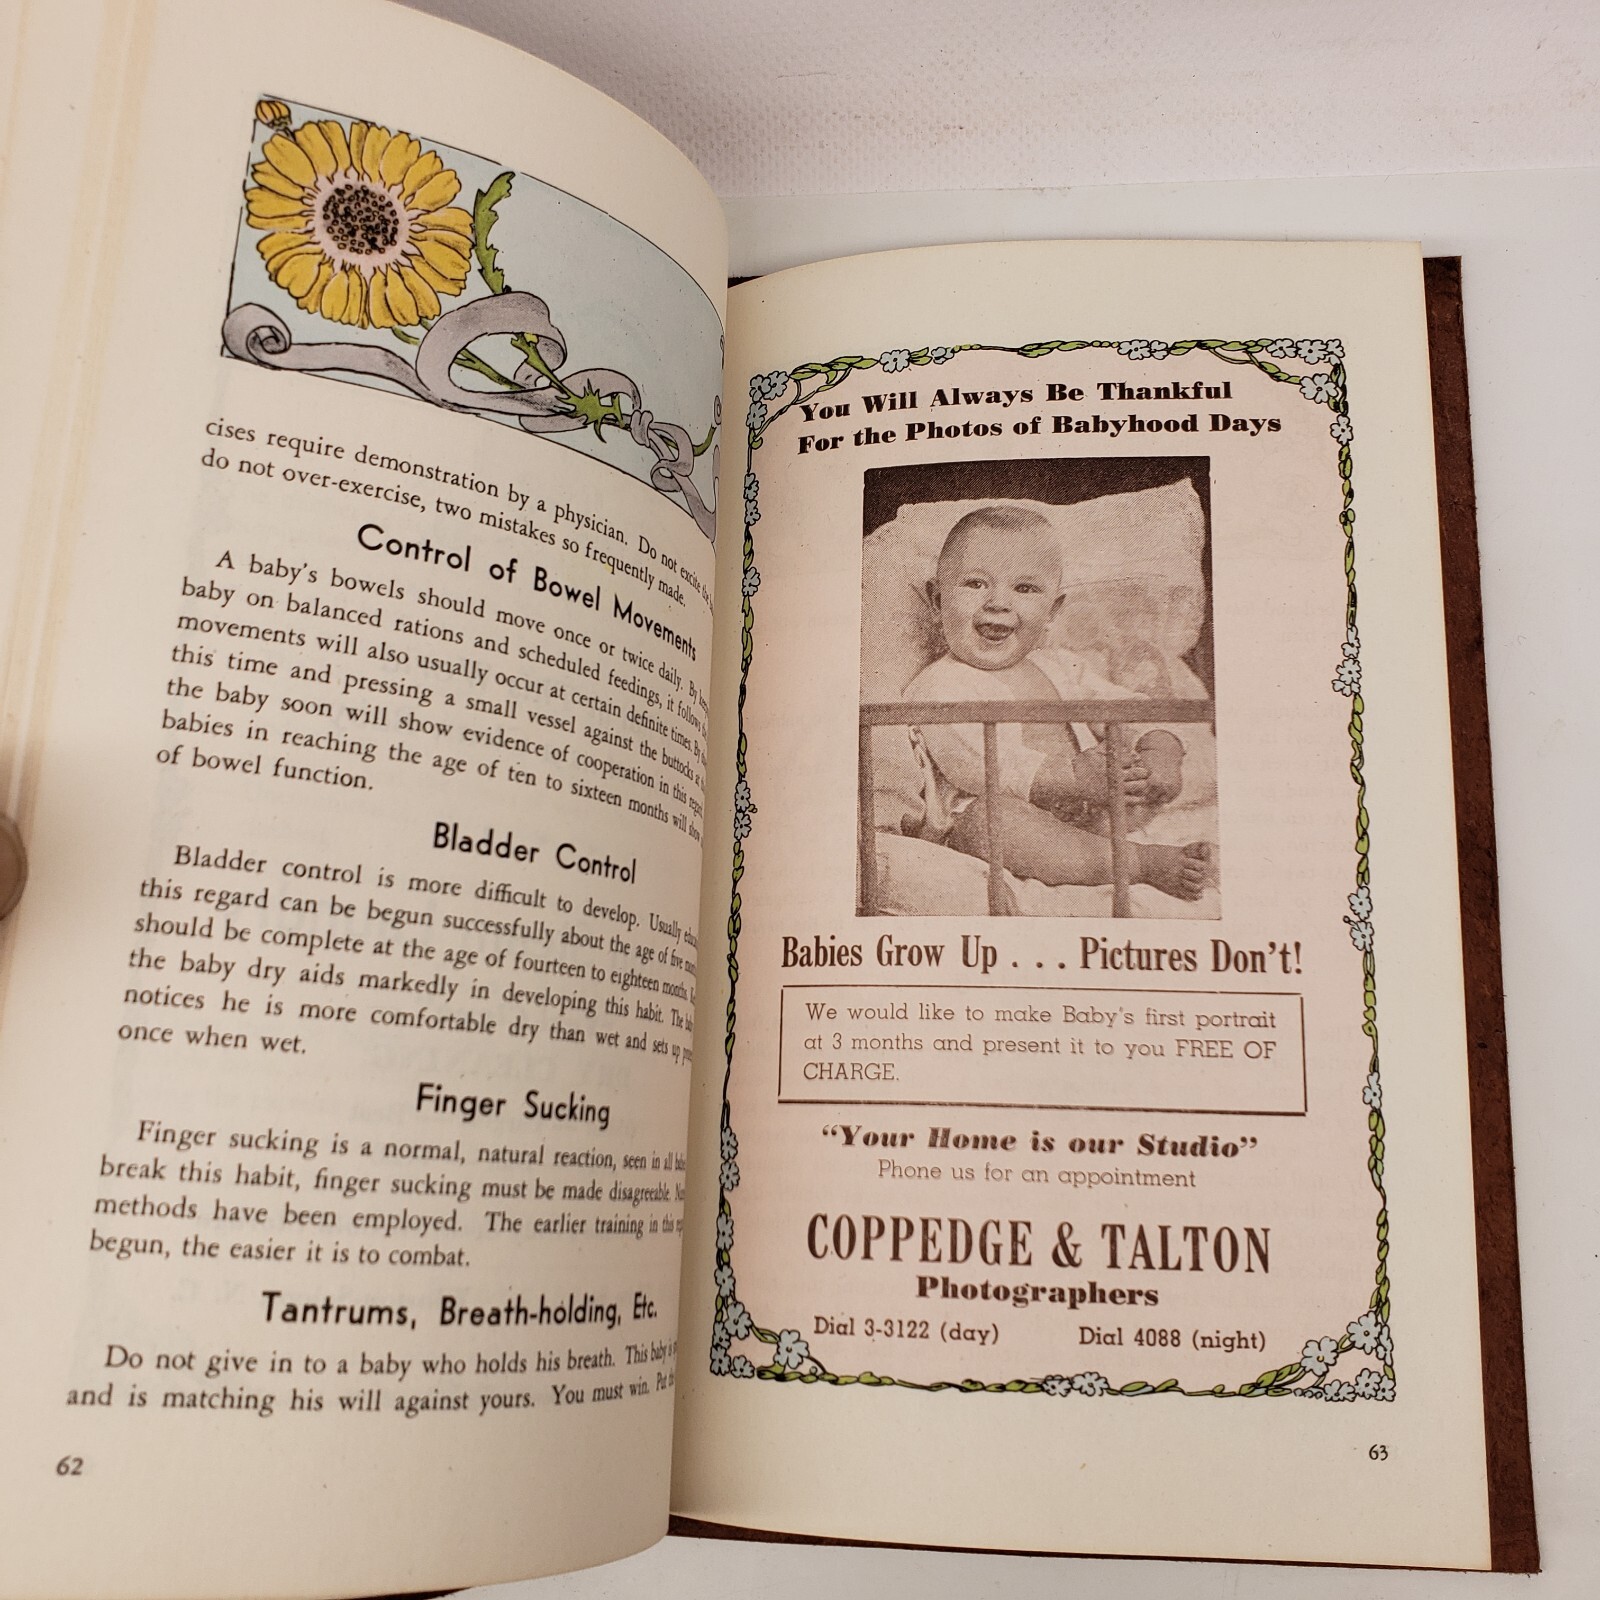 cises require demonstration by a physician. Do not excite the
do not over-exercise, two mistakes so frequently made.
Control of Bowel Movements
A baby's bowels should move once or twice daily. By
baby on balanced rations and scheduled feedings, it follows
movements will also usually occur at certain definite times. By
this time and pressing a small vessel against the buttocks at
the baby soon will show evidence of cooperation in this regard
babies in reaching the age of ten to sixteen months will show
of bowel function.
Bladder Control
Bladder control is more difficult to develop. Usually
this regard can be begun successfully about the age of five
should be complete at the age of fourteen to eighteen months.
the baby dry aids markedly in developing this habit. The
notices he is more comfortable dry than wet and sets up
once when wet.
Finger Sucking
Finger sucking is a normal, natural reaction, seen in all
break this habit, finger sucking must be made disagreeable.
methods have been employed. The earlier training in this
begun, the easier it is to combat.
Tantrums, Breath-holding, Etc.
Do not give in to a baby who holds his breath. This baby is
and is matching his will against yours. You must win. Put
62
You Will Always Be Thankful
For the Photos of Babyhood Days
Babies Grow Up . . . Pictures Don't!
We would like to make Baby's first portrait
at 3 months and present it to you FREE OF
CHARGE.
"Your Home is our Studio"
Phone us for an appointment
COPPEDGE & TALTON
Photographers
Dial 3-3122 (day) Dial 4088 (night)
63